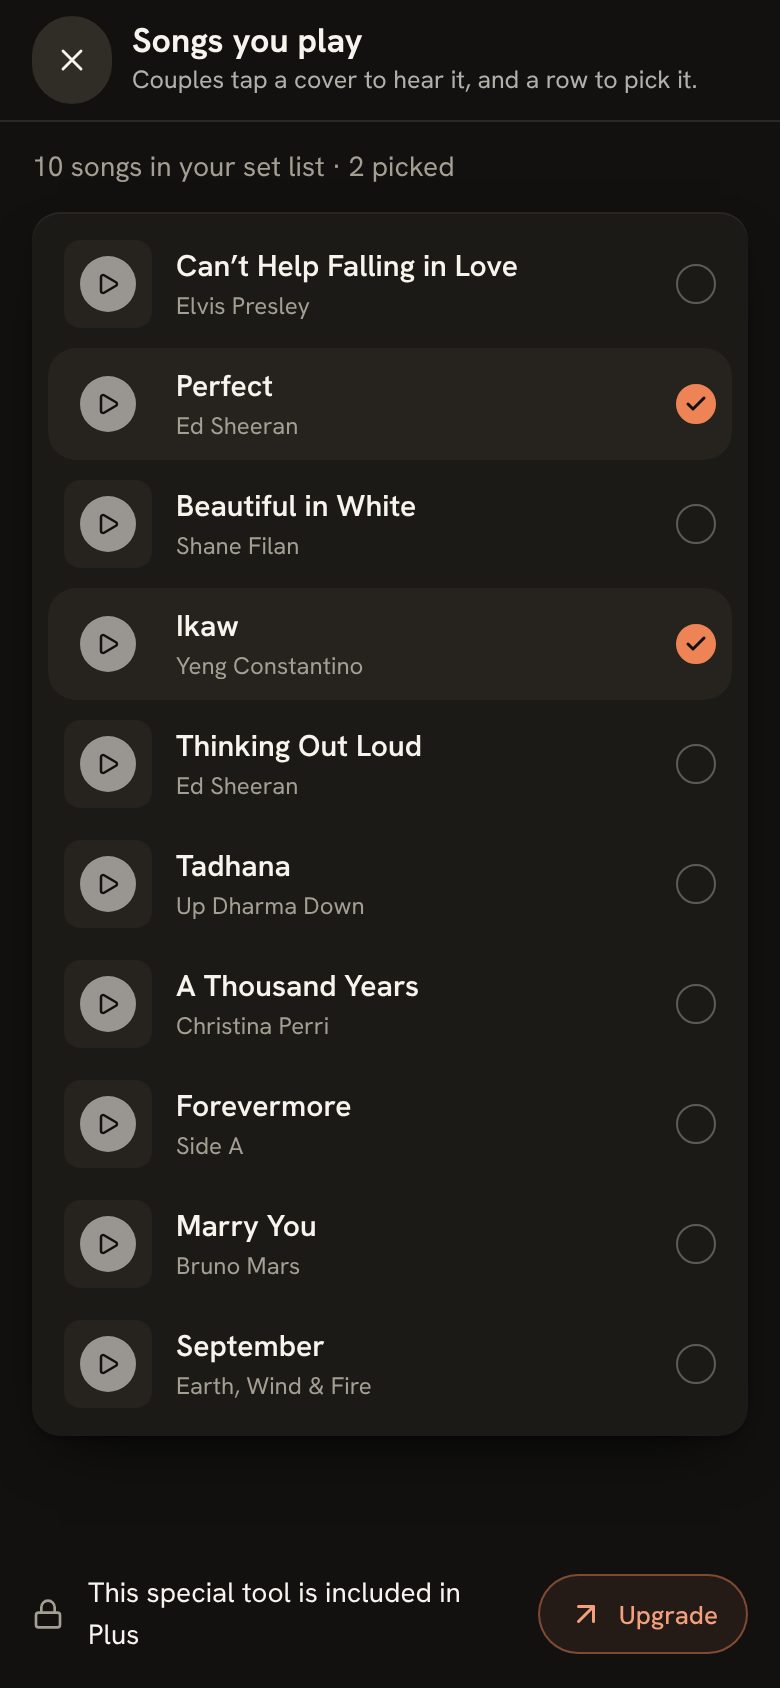 Songs you play
Couples tap a cover to hear it, and a row to pick it.
10 songs in your set list · 2 picked
Can’t Help Falling in Love
Elvis Presley
Perfect
Ed Sheeran
Beautiful in White
Shane Filan
Ikaw
Yeng Constantino
Thinking Out Loud
Ed Sheeran
Tadhana
Up Dharma Down
A Thousand Years
Christina Perri
Forevermore
Side A
Marry You
Bruno Mars
September
Earth, Wind & Fire
This special tool is included in
Plus
Upgrade